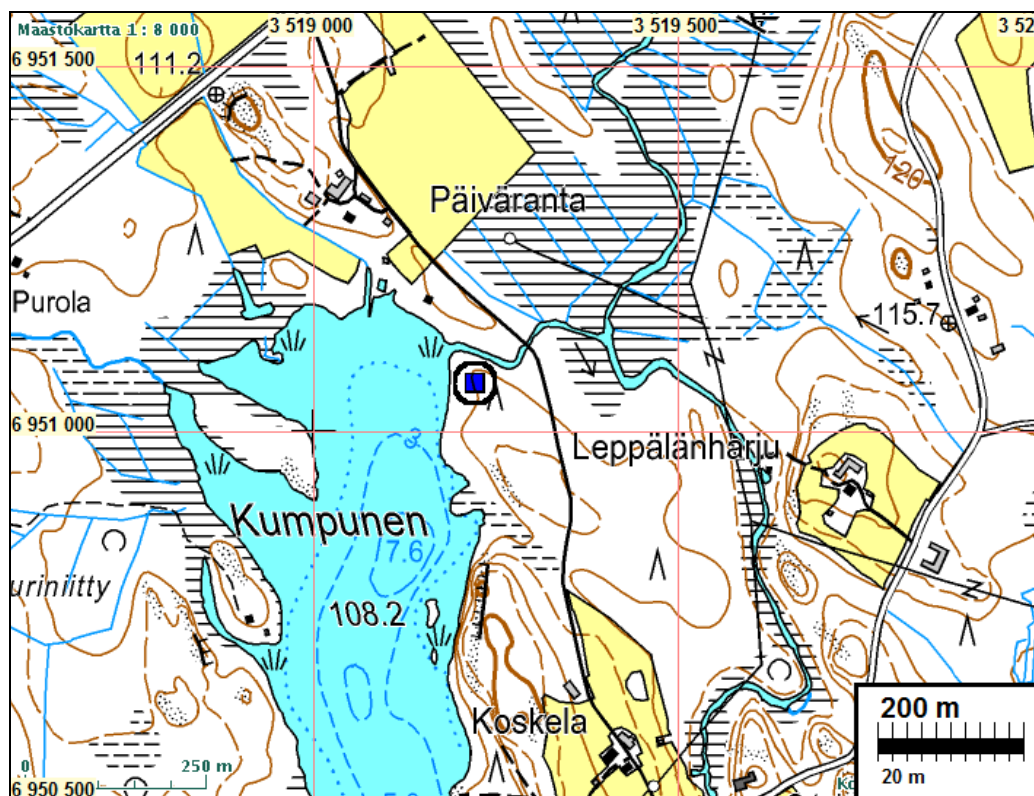 Maastokartta 1 : 8 000
3 519 000
3 519 500
3 52
6 951 500
111.2
120
Päiväranta
Purola
115.7
6 951 000
3
Leppälänharju
Kumpunen
7.6
uriniitty
108.2
Koskela
200 m
20 m
0
250 m
6 950 500